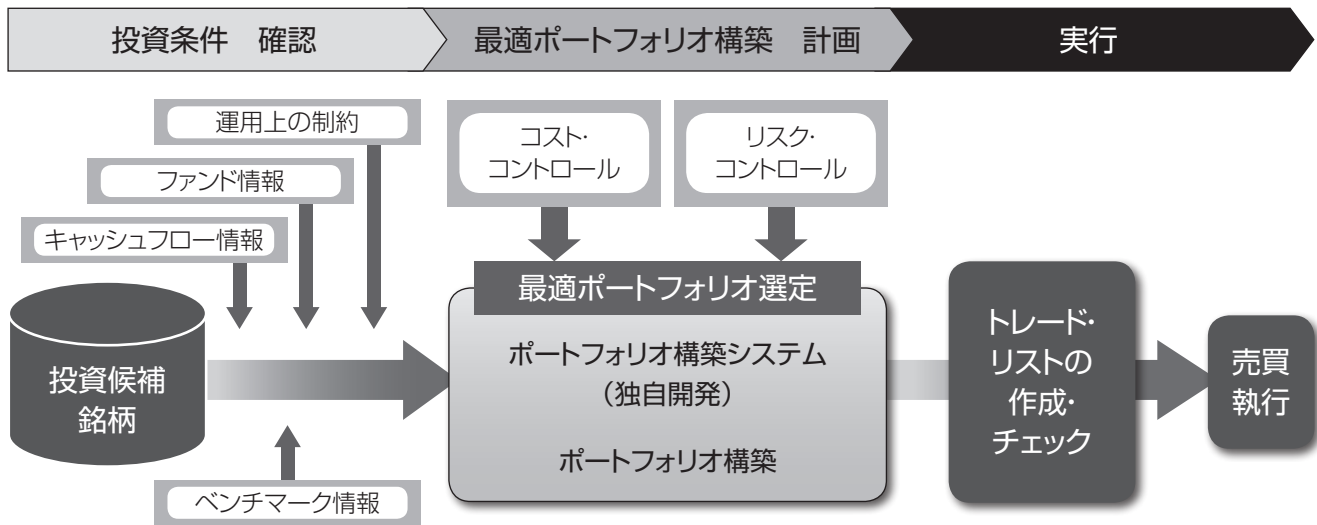 投資条件　確認
最適ポートフォリオ構築　計画
実行
運用上の制約
ファンド情報
キャッシュフロー情報
投資候補
銘柄
ベンチマーク情報
コスト・
コントロール
リスク・
コントロール
最適ポートフォリオ選定
ポートフォリオ構築システム
（独自開発）
ポートフォリオ構築
トレード・
リストの
作成・
チェック
売買
執行